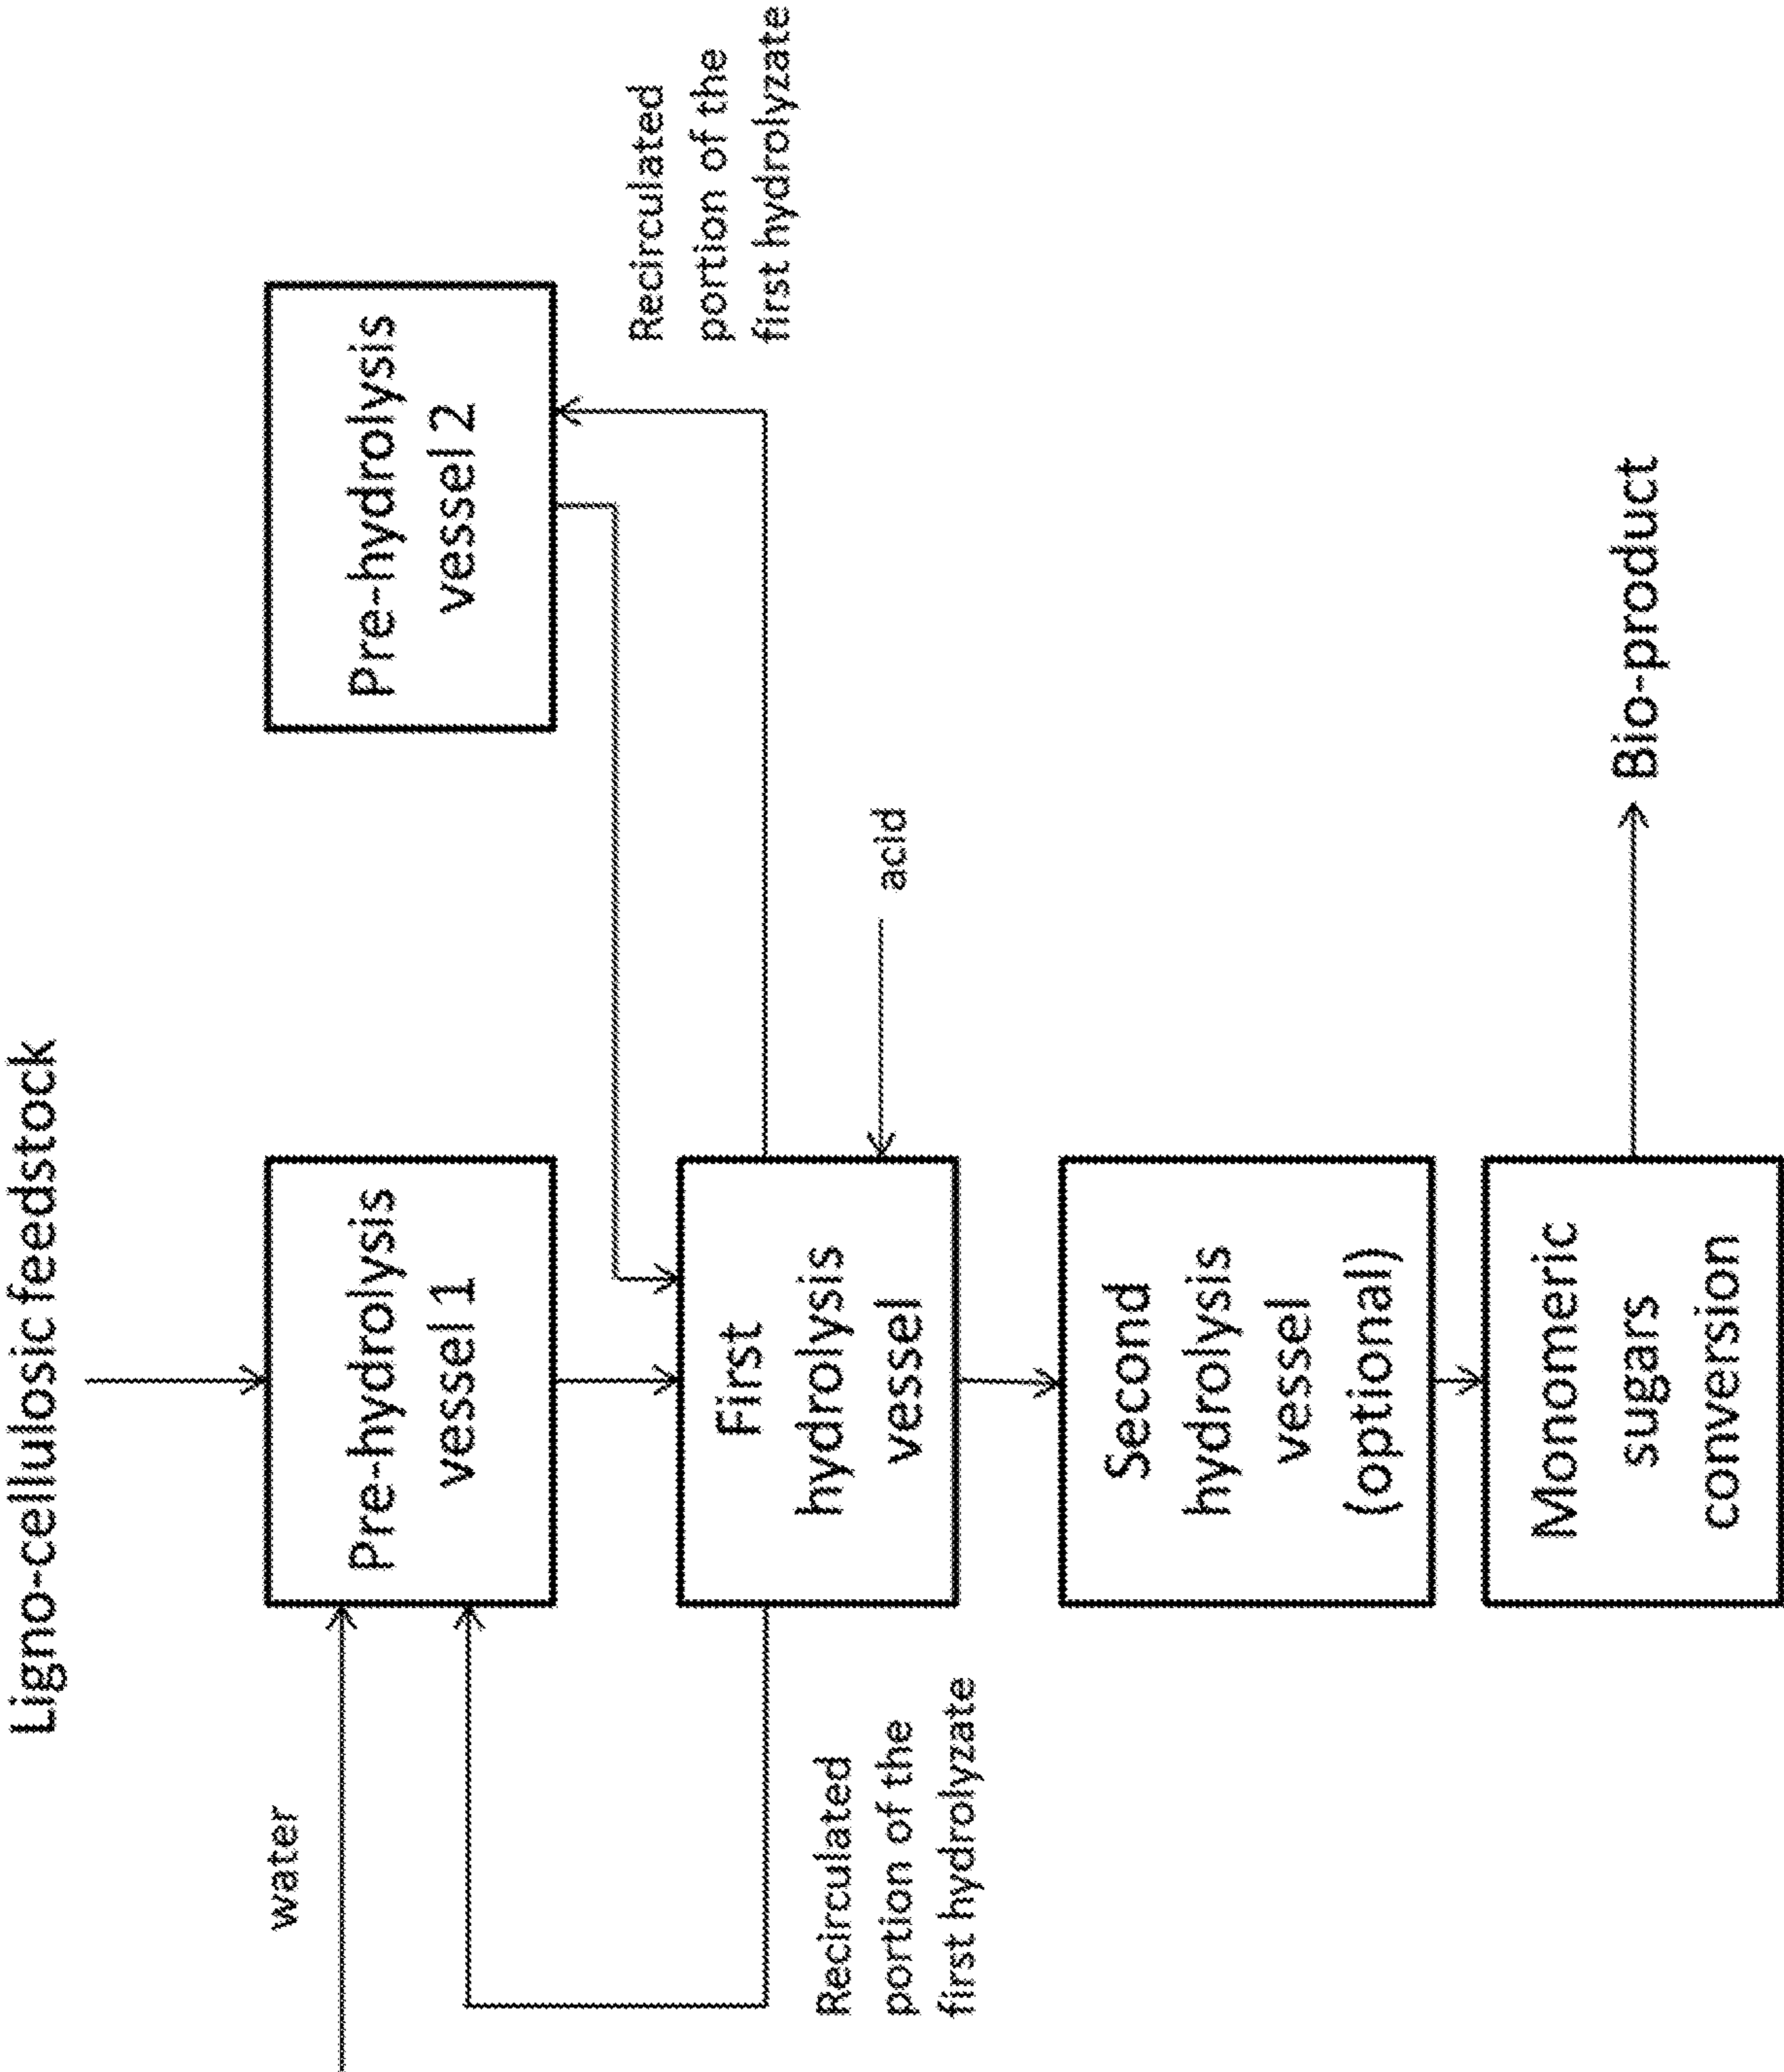 Ligno-cellulosic feedstock
water
Pre-hydrolysis
vessel 1
Pre-hydrolysis
vessel 2
Recirculated
portion of the
first hydrolyzate
First
hydrolysis
vessel
acid
Recirculated
portion of the
first hydrolyzate
Second
hydrolysis
vessel
(optional)
Monomeric
sugars
conversion
Bio-product